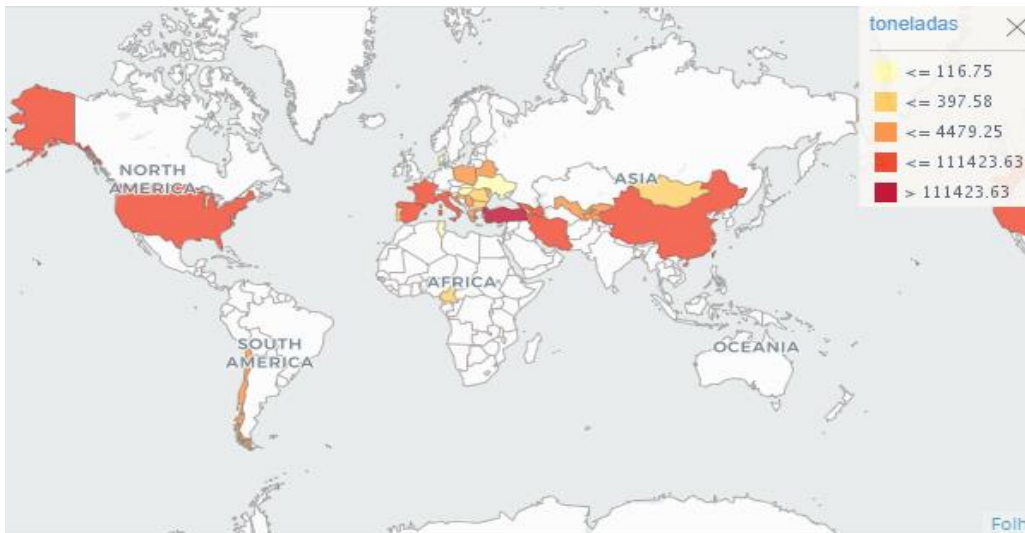 toneladas
<= 116.75
<= 397.58
<= 4479.25
<= 111423.63
> 111423.63
NORTH
AMERICA
ASIA
AFRICA
SOUTH
AMERICA
OCEANIA
Folh